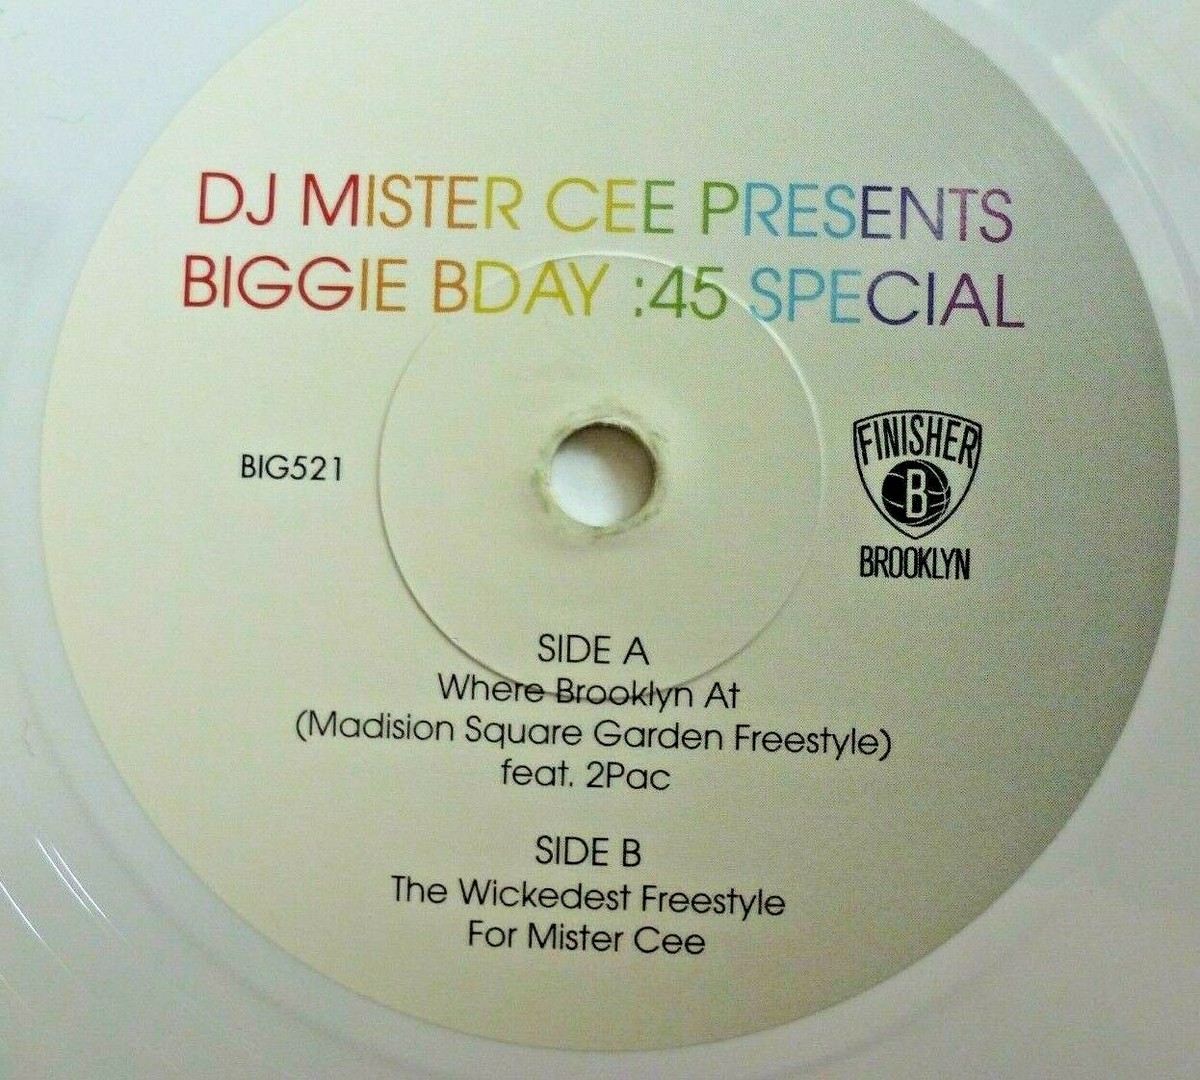 DJ MISTER CEE PRESENTS
BIGGIE BDAY :45 SPECIAL
BIG521
FINISHER
B
BROOKLYN
SIDE A
Where Brooklyn At
(Madision Square Garden Freestyle)
feat. 2Pac
SIDE B
The Wickedest Freestyle
For Mister Cee